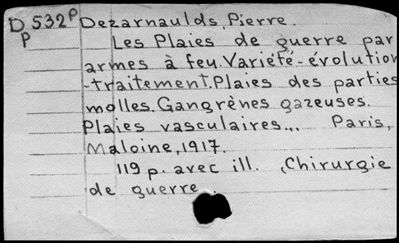 D 532 P Dezarnaulds, Pierre.
P
Les Plaies de guerre par
armes à feu. Variété-évolution
-traitement. Plaies des parties
molles. Gangrènes gazeuses.
Plaies vasculaires... Paris,
Maloine, 1917.
119 p. avec ill. (Chirurgie
de guerre.